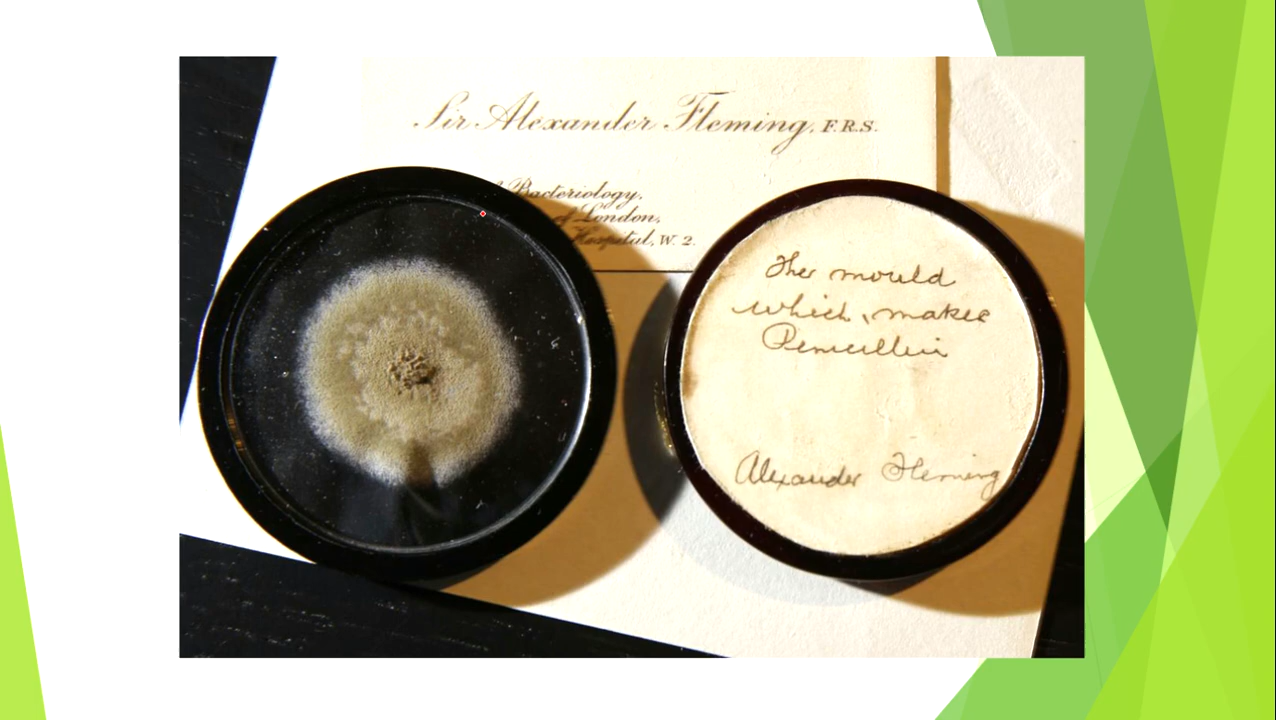 Sir Alexander Fleming, F.R.S.
Bacteriology,
of London,
Hospital, W. 2.
The mould
which makes
Penicillin
Alexander Fleming